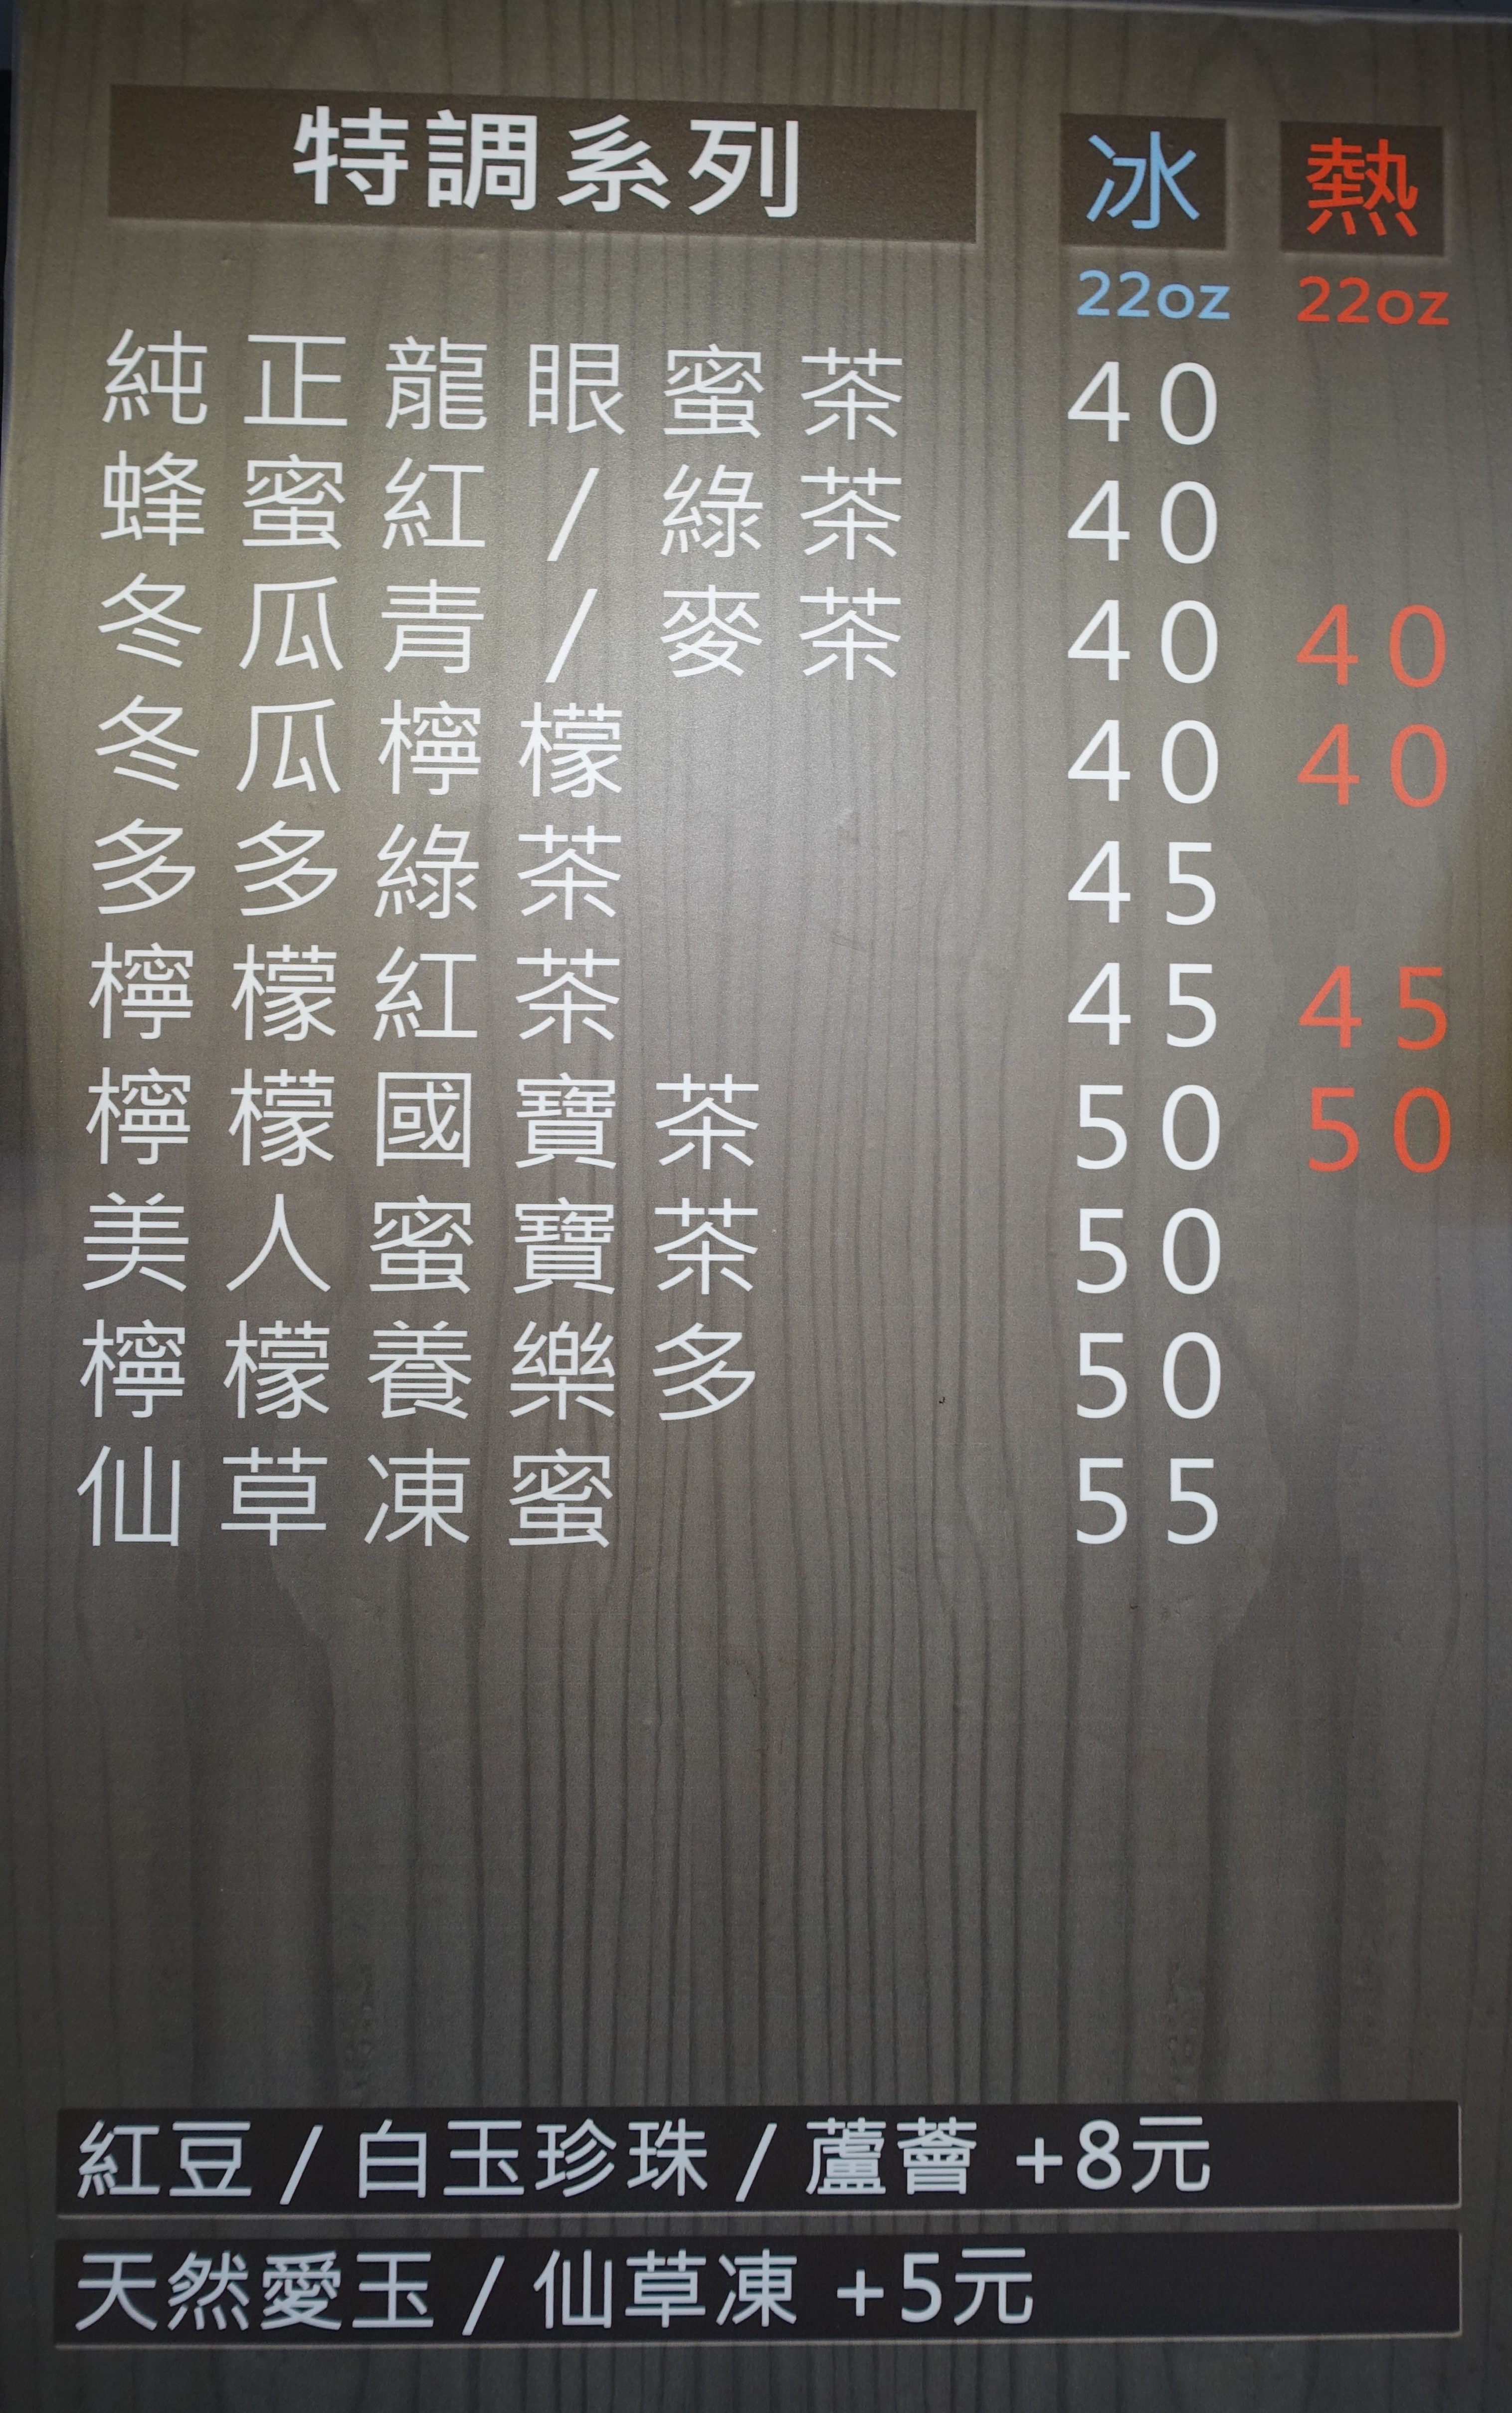 特調系列 冰 熱
22oz 22oz
純正龍眼蜜茶 40
蜂蜜紅/綠茶 40
冬瓜青/麥茶 40 40
冬瓜檸檬 40 40
多多綠茶 45
檸檬紅茶 45 45
檸檬國寶茶 50 50
美人蜜寶茶 50
檸檬養樂多 50
仙草凍蜜 55
紅豆/白玉珍珠/蘆薈 +8元
天然愛玉/仙草凍 +5元